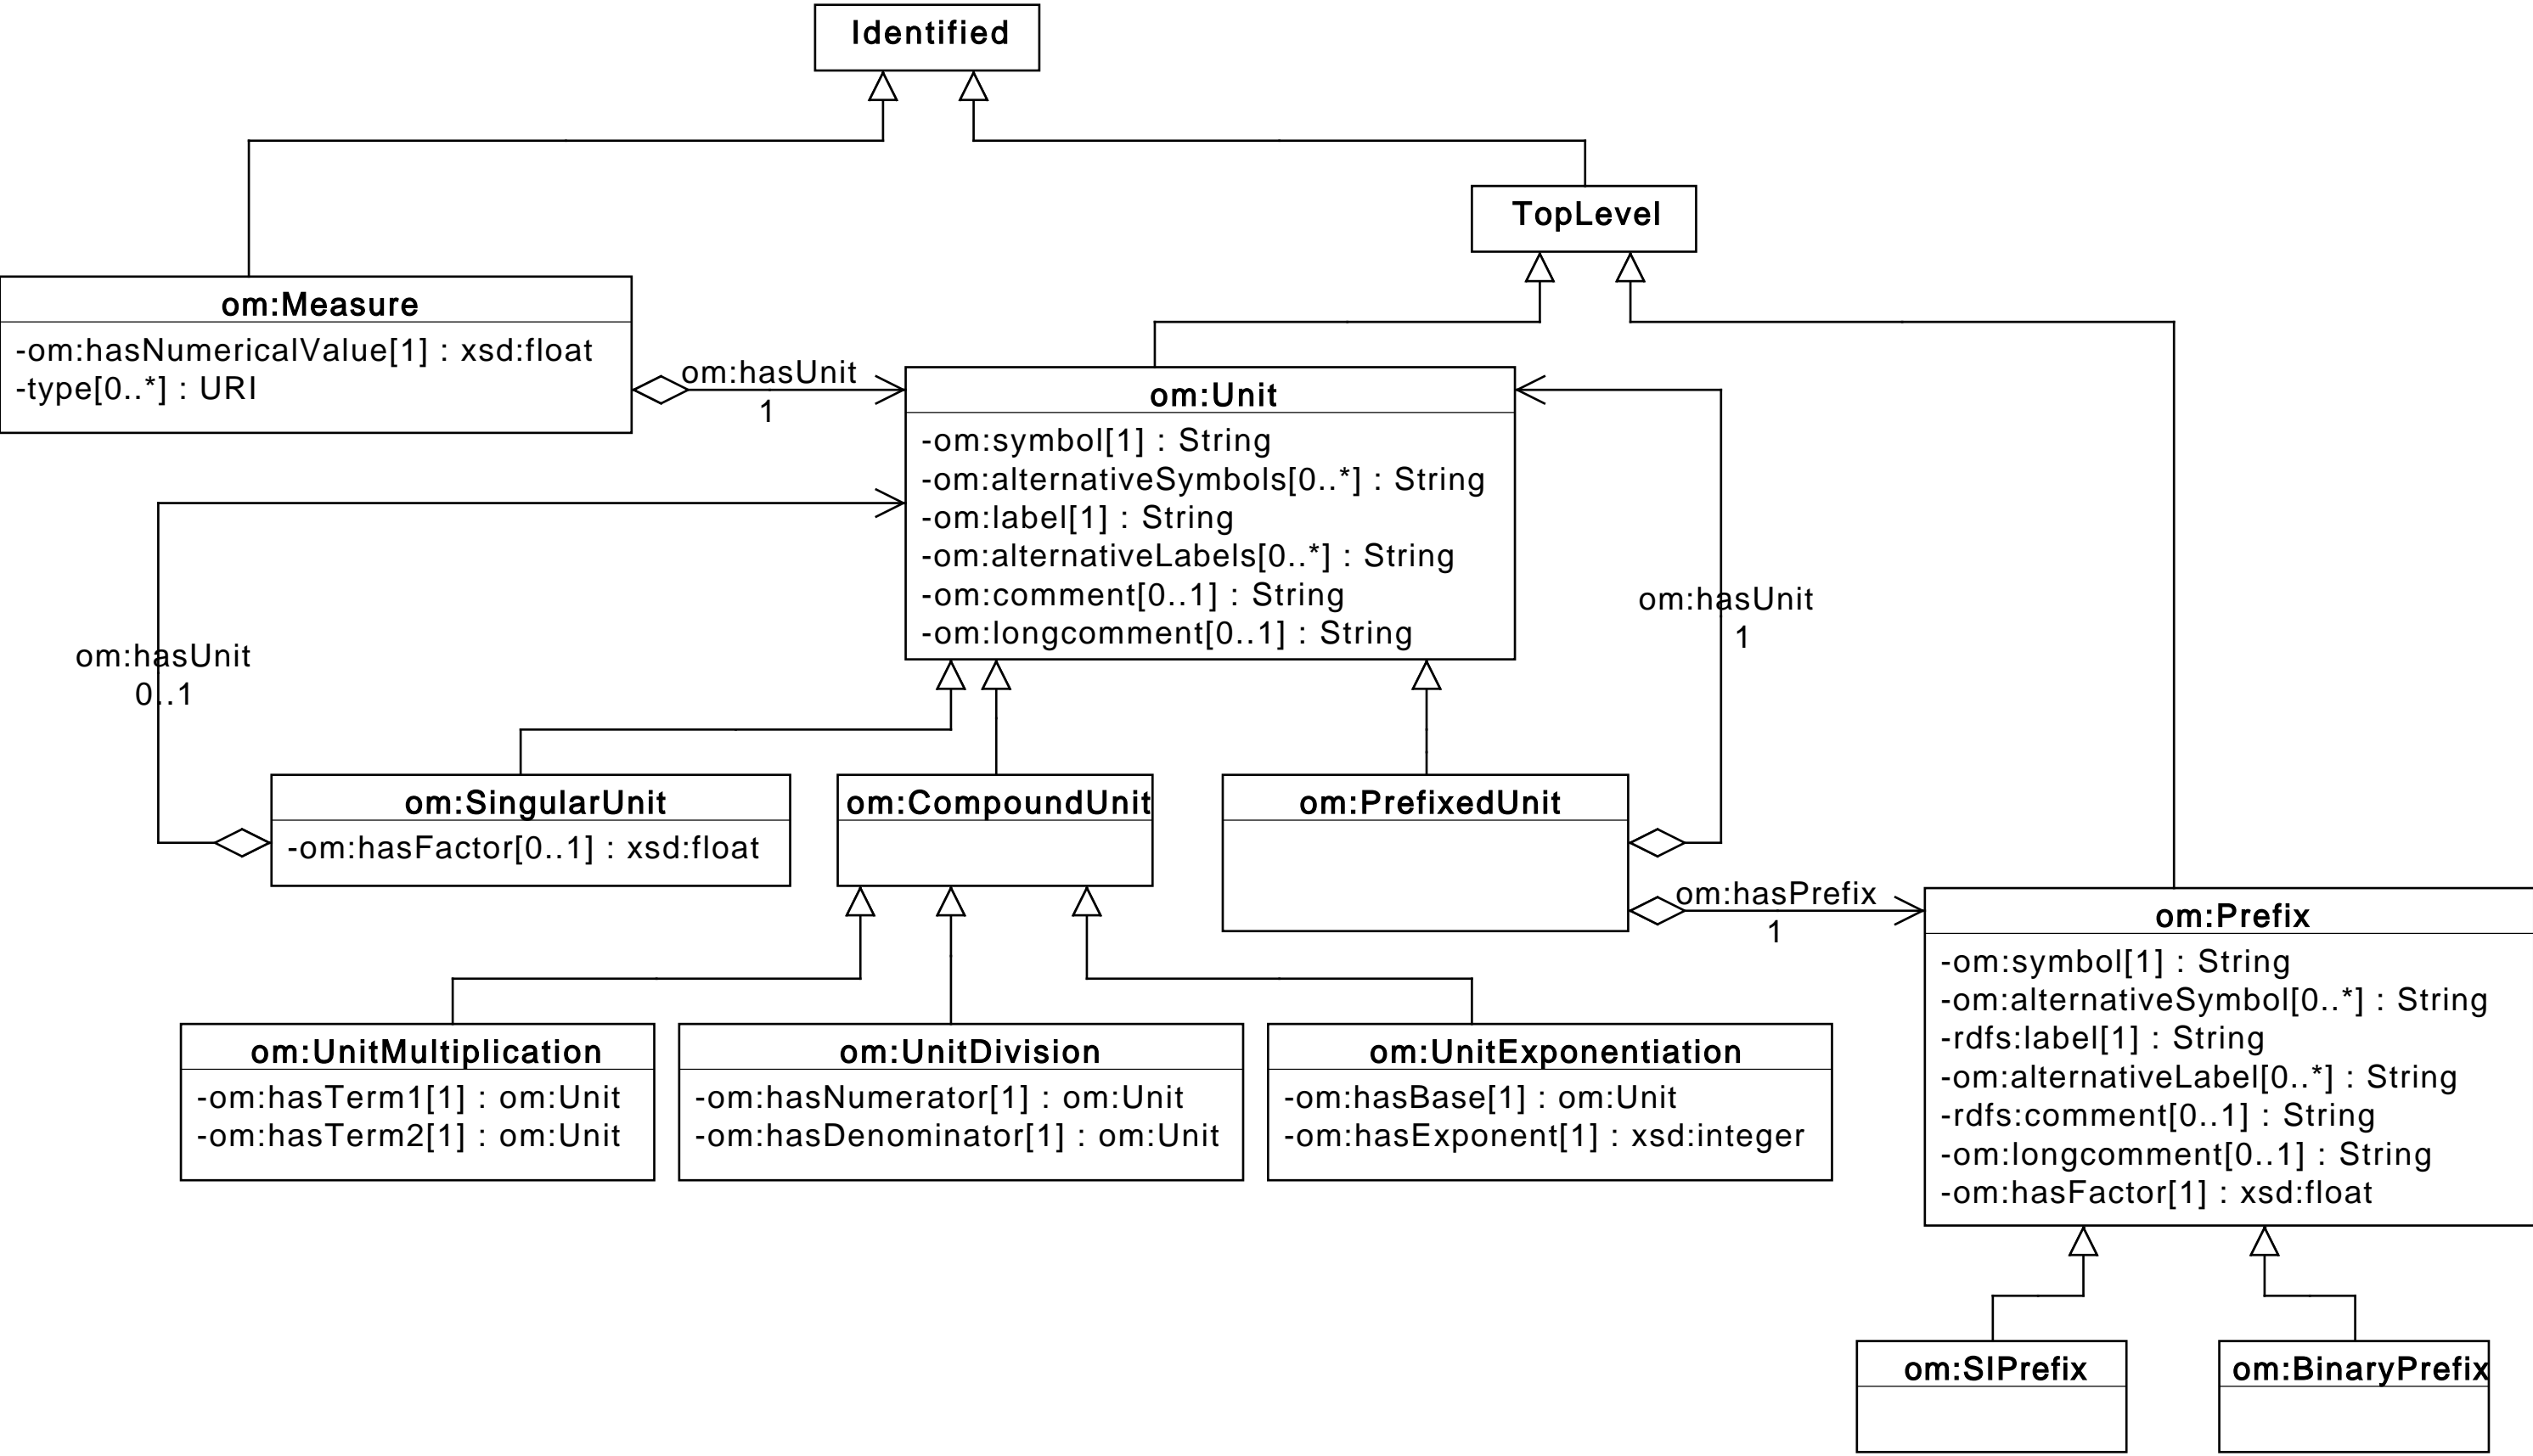 Identified
TopLevel
om:Measure
-om:hasNumericalValue[1] : xsd:float
-type[0..*] : URI
om:hasUnit
1
om:Unit
-om:symbol[1] : String
-om:alternativeSymbols[0..*] : String
-om:label[1] : String
-om:alternativeLabels[0..*] : String
-om:comment[0..1] : String
-om:longcomment[0..1] : String
om:hasUnit
1
om:hasUnit
0..1
om:SingularUnit
-om:hasFactor[0..1] : xsd:float
om:CompoundUnit
om:PrefixedUnit
om:hasPrefix
1
om:Prefix
-om:symbol[1] : String
-om:alternativeSymbol[0..*] : String
-rdfs:label[1] : String
-om:alternativeLabel[0..*] : String
-rdfs:comment[0..1] : String
-om:longcomment[0..1] : String
-om:hasFactor[1] : xsd:float
om:UnitMultiplication
-om:hasTerm1[1] : om:Unit
-om:hasTerm2[1] : om:Unit
om:UnitDivision
-om:hasNumerator[1] : om:Unit
-om:hasDenominator[1] : om:Unit
om:UnitExponentiation
-om:hasBase[1] : om:Unit
-om:hasExponent[1] : xsd:integer
om:SIPrefix
om:BinaryPrefix